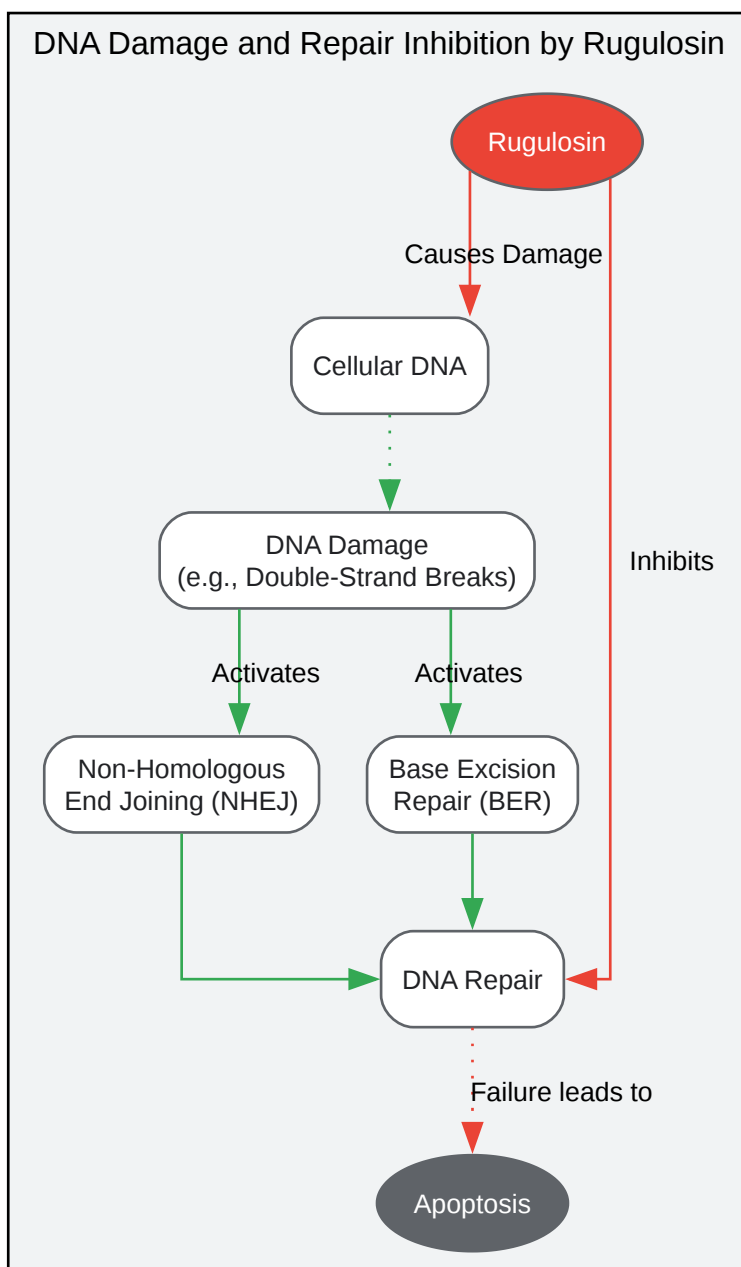 DNA Damage and Repair Inhibition by Rugulosin
Rugulosin
Causes Damage
Cellular DNA
DNA Damage
(e.g., Double-Strand Breaks)
Inhibits
Activates
Activates
Non-Homologous
End Joining (NHEJ)
Base Excision
Repair (BER)
DNA Repair
Failure leads to
Apoptosis